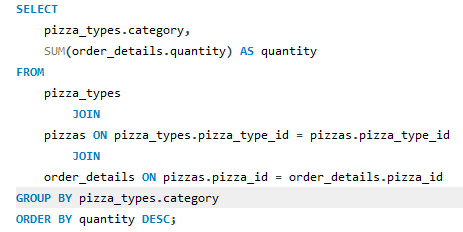 SELECT
    pizza_types.category,
    SUM(order_details.quantity) AS quantity
FROM
    pizza_types
        JOIN
    pizzas ON pizza_types.pizza_type_id = pizzas.pizza_type_id
        JOIN
    order_details ON pizzas.pizza_id = order_details.pizza_id
GROUP BY pizza_types.category
ORDER BY quantity DESC;